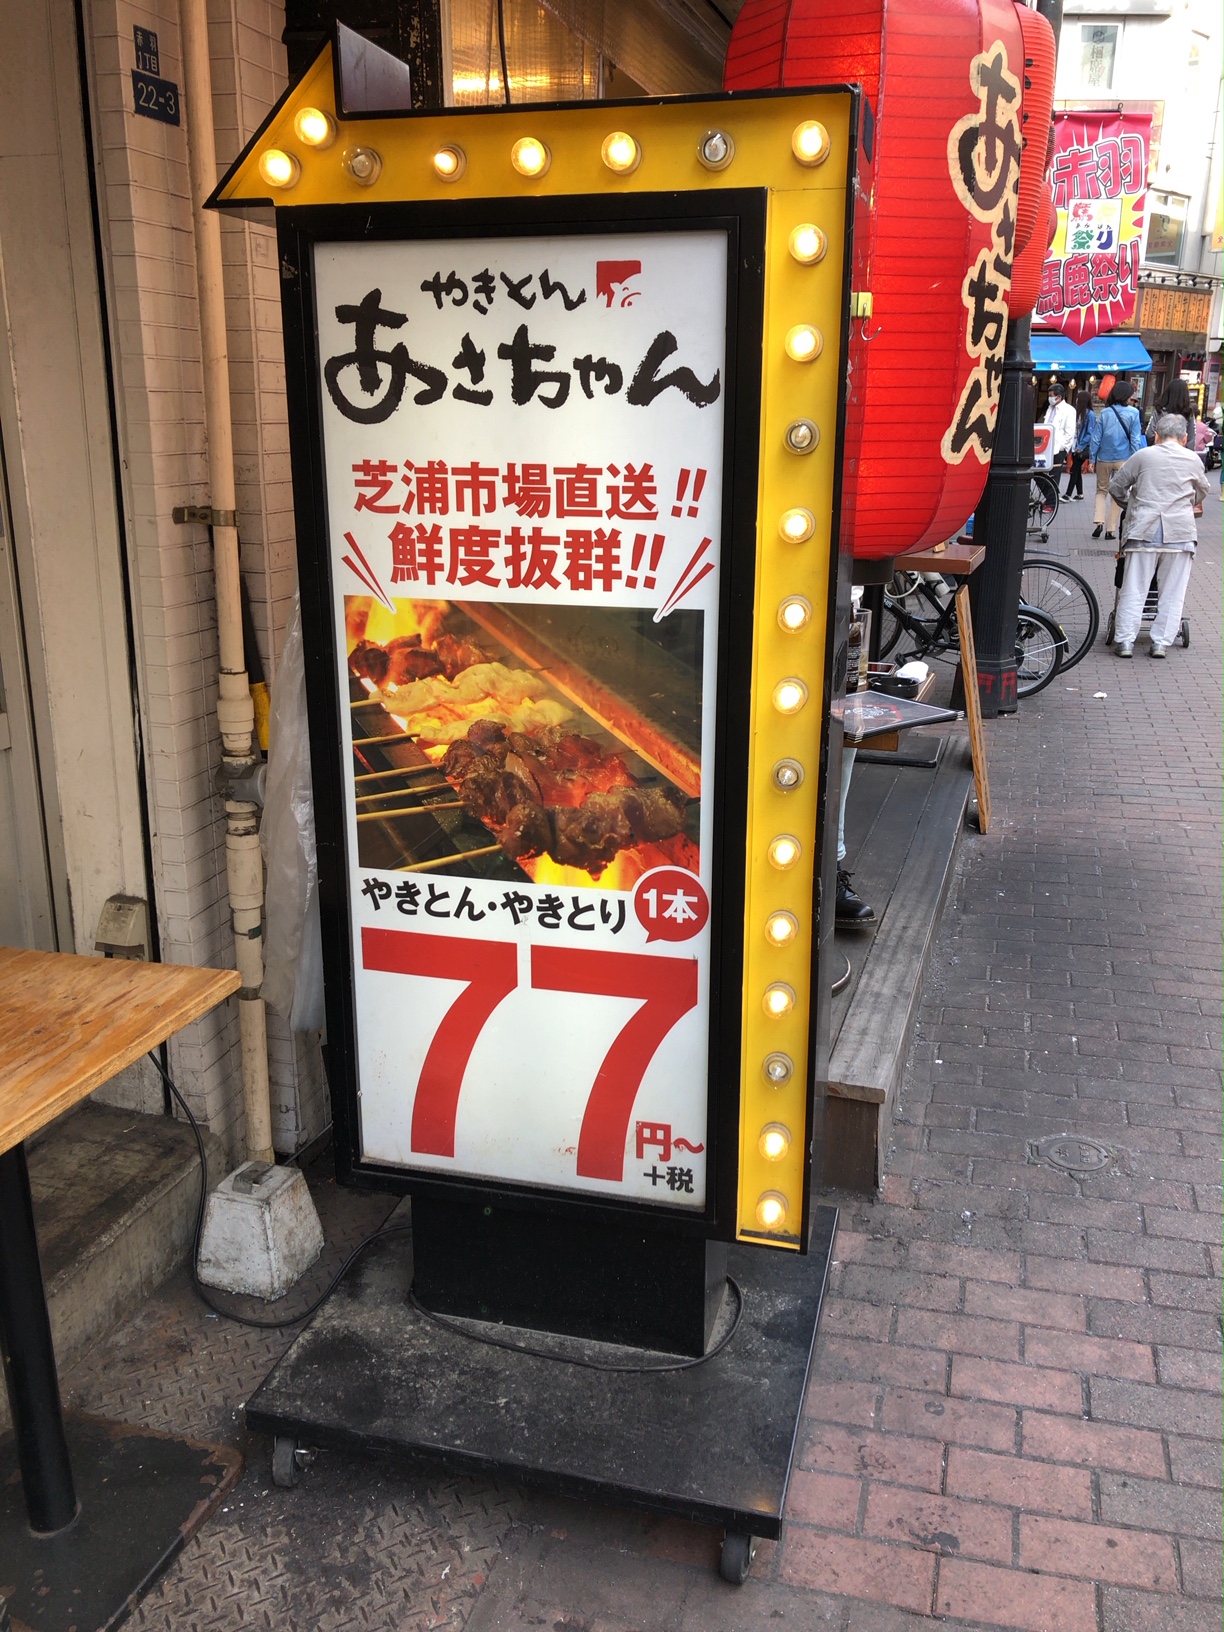 赤羽
1丁目
22-3
やきとん
あさちゃん
芝浦市場直送!!
鮮度抜群!!
やきとん・やきとり
1本
77
円~
+税
あさちゃん
赤羽
祭り
馬鹿祭り